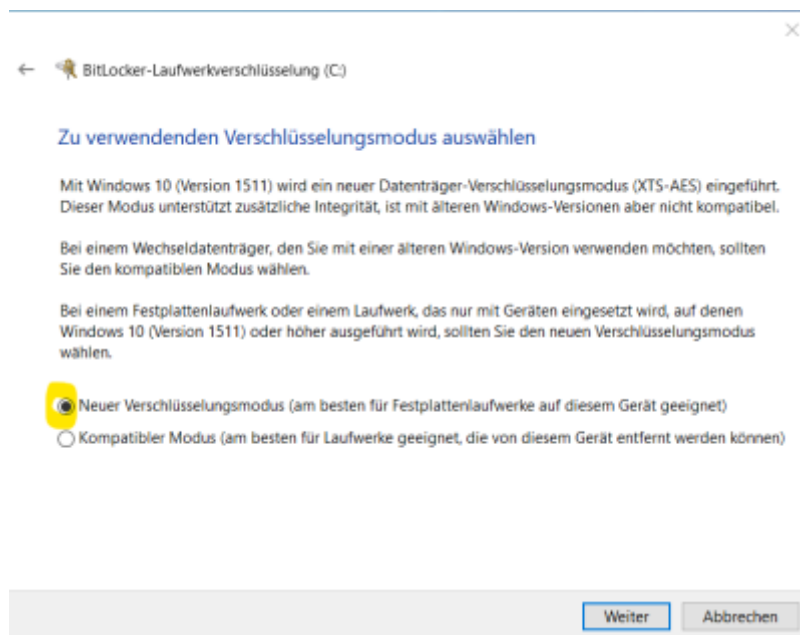 BitLocker-Laufwerkverschlüsselung (C:)
Zu verwendenden Verschlüsselungsmodus auswählen
Mit Windows 10 (Version 1511) wird ein neuer Datenträger-Verschlüsselungsmodus (XTS-AES) eingeführt.
Dieser Modus unterstützt zusätzliche Integrität, ist mit älteren Windows-Versionen aber nicht kompatibel.
Bei einem Wechseldatenträger, den Sie mit einer älteren Windows-Version verwenden möchten, sollten
Sie den kompatiblen Modus wählen.
Bei einem Festplattenlaufwerk oder einem Laufwerk, das nur mit Geräten eingesetzt wird, auf denen
Windows 10 (Version 1511) oder höher ausgeführt wird, sollten Sie den neuen Verschlüsselungsmodus
wählen.
Neuer Verschlüsselungsmodus (am besten für Festplattenlaufwerke auf diesem Gerät geeignet)
Kompatibler Modus (am besten für Laufwerke geeignet, die von diesem Gerät entfernt werden können)
Weiter Abbrechen